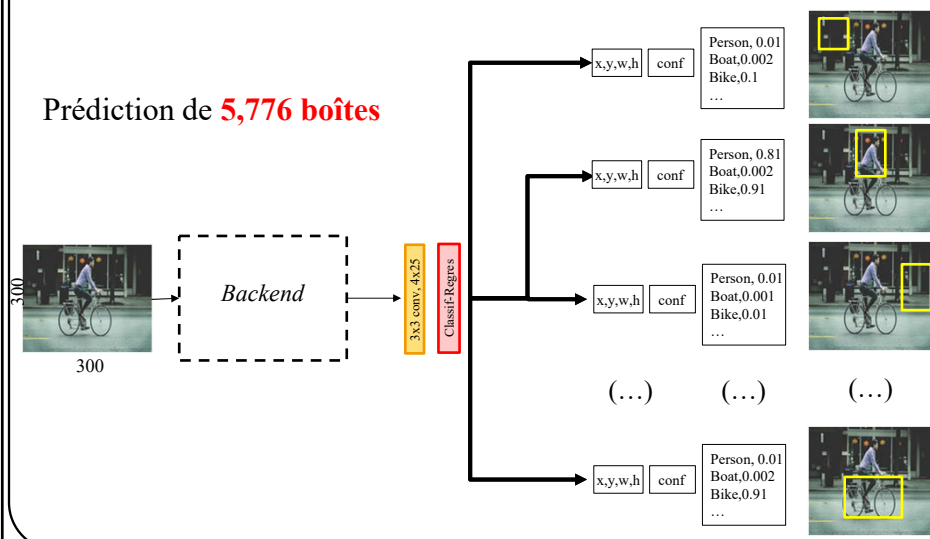 Prédiction de 5,776 boîtes
300
300
Backend
3x3 conv, 4x25
Classif-Regres
x,y,w,h
conf
Person, 0.01
Boat,0.002
Bike,0.1
…
x,y,w,h
conf
Person, 0.81
Boat,0.002
Bike,0.91
…
x,y,w,h
conf
Person, 0.01
Boat,0.001
Bike,0.01
…
(…)
(…)
(…)
x,y,w,h
conf
Person, 0.01
Boat,0.002
Bike,0.91
…